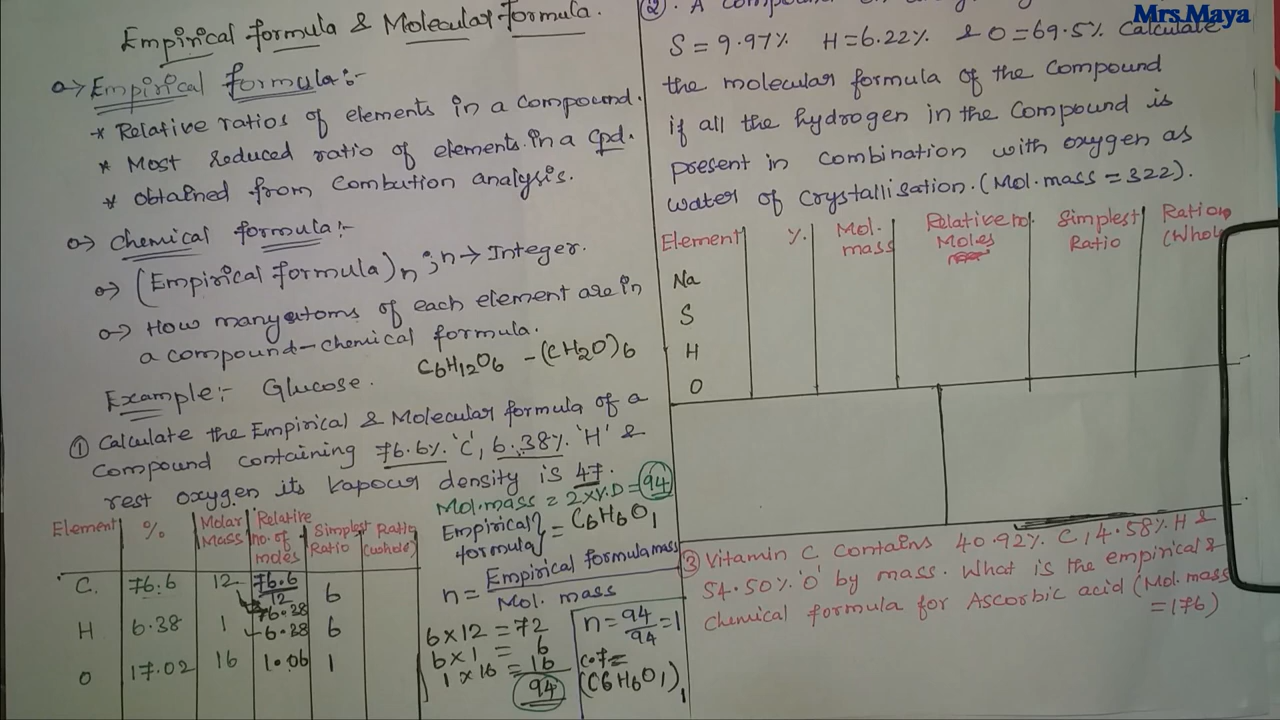 Empirical formula & Molecular formula.
Empirical formula:-
* Relative ratios of elements in a compound.
* Most reduced ratio of elements in a cpd.
* Obtained from Combution analysis.
chemical formula:-
(Empirical formula)n ; n → Integer.
How many atoms of each element are in
a compound - chemical formula.
Example:- Glucose. C6H12O6 - (CH2O)6
① Calculate the Empirical & Molecular formula of a
Compound containing 76.6% 'C', 6.38% 'H' &
rest oxygen its vapour density is 47.
Mol.mass = 2 x V.D = 94
Element % Molar Mass Relative no. of moles Simplest Ratio Ratio (whole)
C. 76.6 12 76.6/12 6
H 6.38 1 6.38 6
O 17.02 16 1.06 1
Empirical formula } = C6H6O1
n = Empirical formula mass / Mol. mass
6 x 12 = 72
6 x 1 = 6
1 x 16 = 16
94
n = 94/94 = 1
(C6H6O1)1
Mrs.Maya
②. A Compound on
S = 9.97% H = 6.22% & O = 69.5% Calculate
the molecular formula of the Compound
if all the hydrogen in the Compound is
present in combination with oxygen as
water of Crystallisation. (Mol.mass = 322).
Element % Mol. mass Relative no. Moles Simplest Ratio Ratio (Whole
Na
S
H
O
③ Vitamin C Contains 40.92% C, 4.58% H &
54.50% 'O' by mass. What is the empirical &
chemical formula for Ascorbic acid (Mol.mass
= 176)